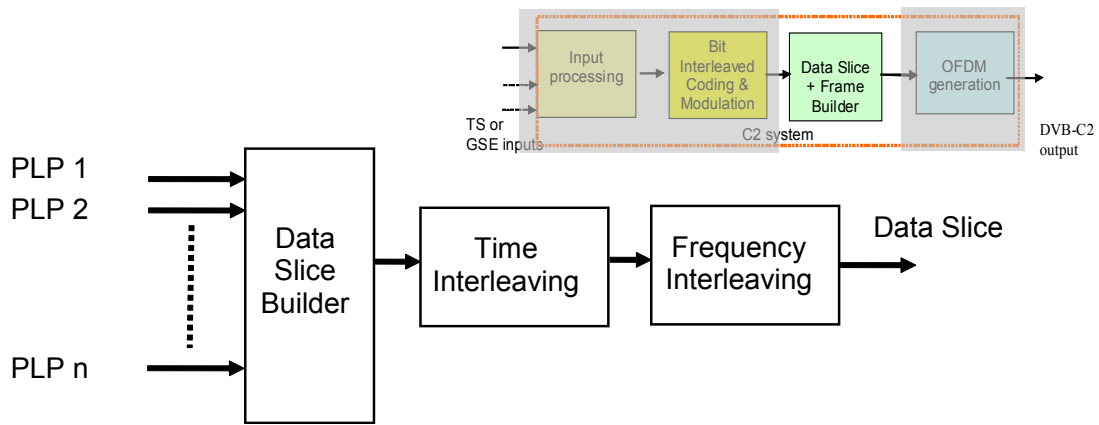 Input
processing
Bit
Interleaved
Coding &
Modulation
Data Slice
+ Frame
Builder
OFDM
generation
TS or
GSE inputs
C2 system
DVB-C2
output
PLP 1
PLP 2
PLP n
Data
Slice
Builder
Time
Interleaving
Frequency
Interleaving
Data Slice